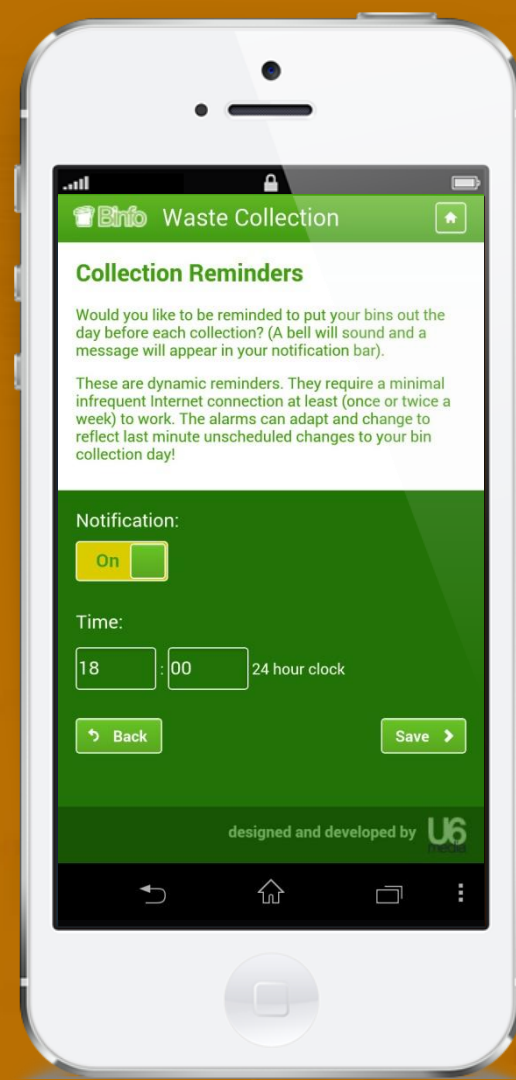 Binfo Waste Collection
Collection Reminders
Would you like to be reminded to put your bins out the
day before each collection? (A bell will sound and a
message will appear in your notification bar).
These are dynamic reminders. They require a minimal
infrequent Internet connection at least (once or twice a
week) to work. The alarms can adapt and change to
reflect last minute unscheduled changes to your bin
collection day!
Notification:
On
Time:
18 : 00 24 hour clock
Back Save
designed and developed by U6
media